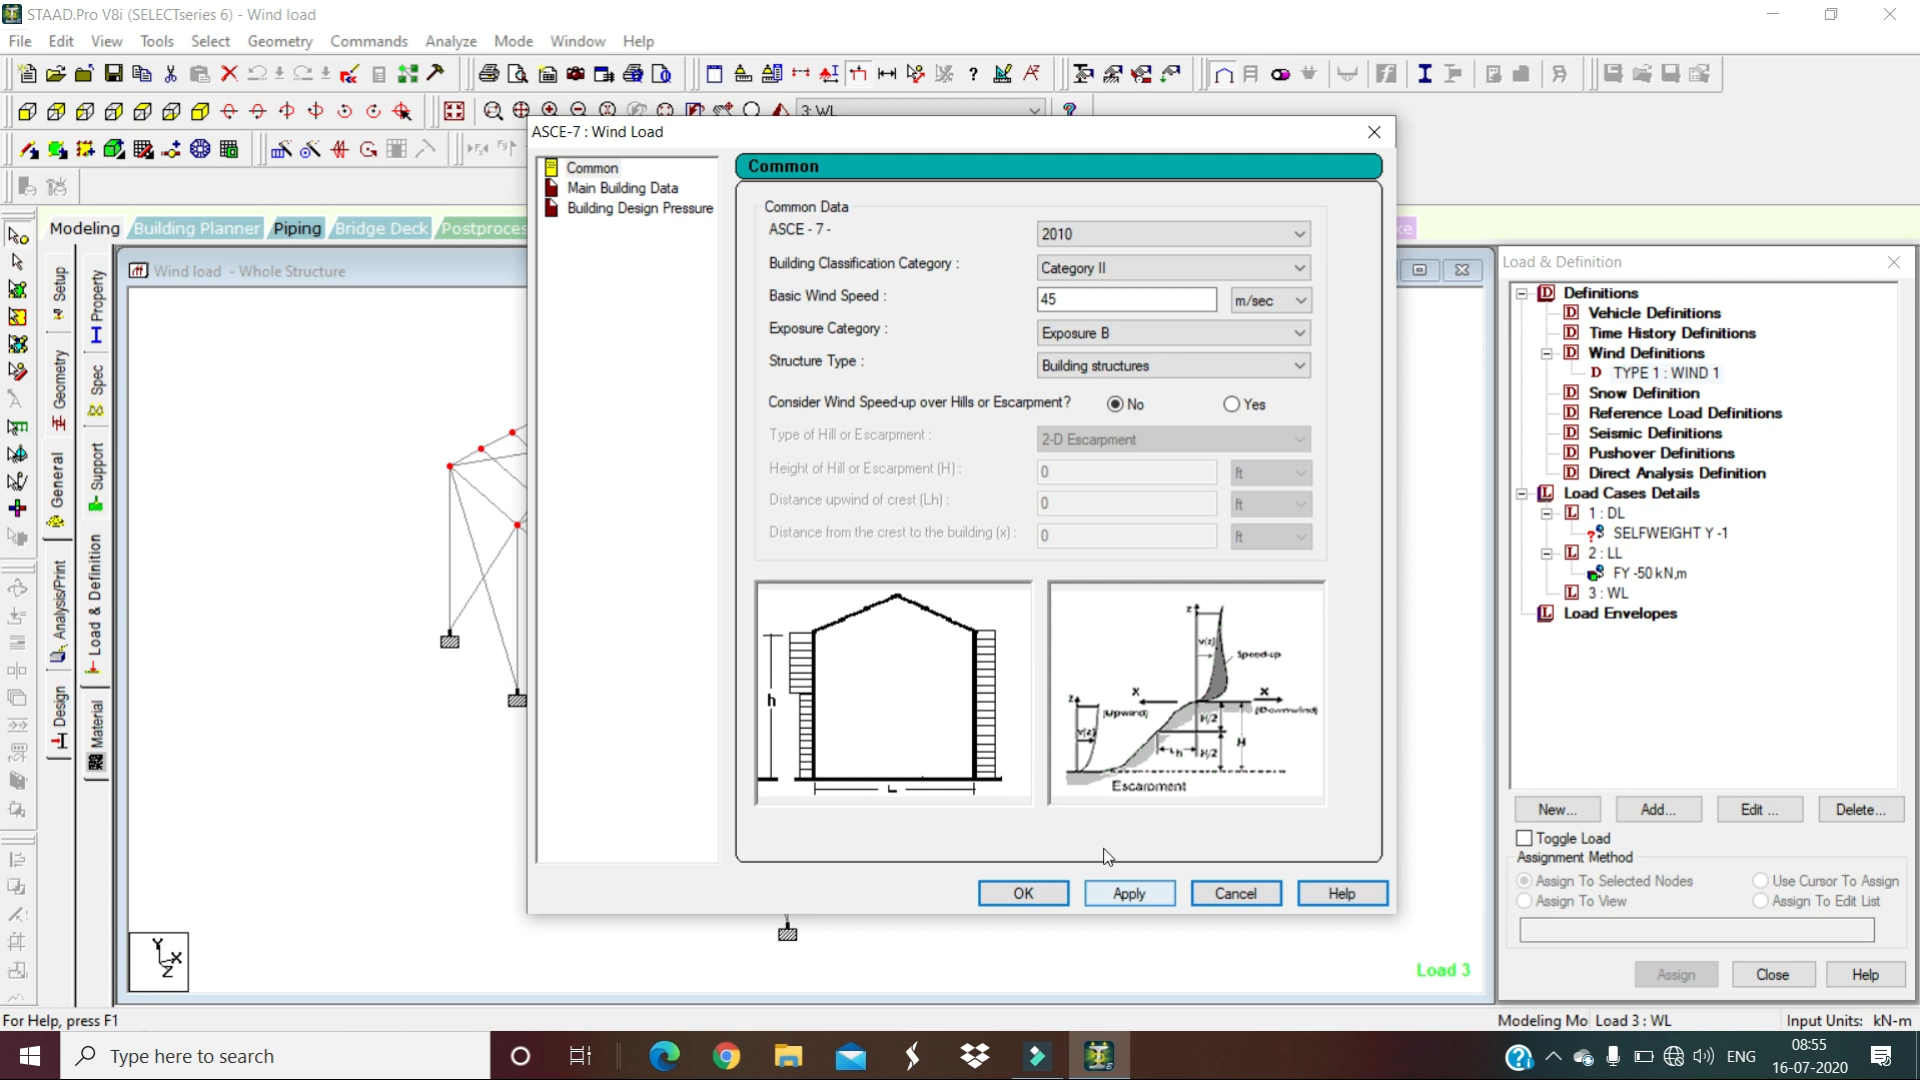 STAAD.Pro V8i (SELECTseries 6) - Wind load
File Edit View Tools Select Geometry Commands Analyze Mode Window Help
3: WL
ASCE-7 : Wind Load
Common
Main Building Data
Building Design Pressure
Common
Common Data
ASCE - 7 - 2010
Building Classification Category : Category II
Basic Wind Speed : 45 m/sec
Exposure Category : Exposure B
Structure Type : Building structures
Consider Wind Speed-up over Hills or Escarpment? No Yes
Type of Hill or Escarpment : 2-D Escarpment
Height of Hill or Escarpment (H) : 0 ft
Distance upwind of crest (Lh) : 0 ft
Distance from the crest to the building (x) : 0 ft
h
L
z
V(z)
Speed-up
X
(Upwind)
X
(Downwind)
z
V(z)
H/2
H
Lh
H/2
Escarpment
OK Apply Cancel Help
Modeling Building Planner Piping Bridge Deck Postproces
Wind load - Whole Structure
Setup
Geometry
General
Analysis/Print
Design
Property
Spec
Support
Load & Definition
Material
Y
X
Z
Load 3
Load & Definition
Definitions
Vehicle Definitions
Time History Definitions
Wind Definitions
TYPE 1 : WIND 1
Snow Definition
Reference Load Definitions
Seismic Definitions
Pushover Definitions
Direct Analysis Definition
Load Cases Details
1 : DL
SELFWEIGHT Y -1
2 : LL
FY -50 kN,m
3 : WL
Load Envelopes
New... Add... Edit ... Delete...
Toggle Load
Assignment Method
Assign To Selected Nodes Use Cursor To Assign
Assign To View Assign To Edit List
Assign Close Help
For Help, press F1
Modeling Mo Load 3 : WL Input Units: kN-m
Type here to search
ENG
08:55
16-07-2020